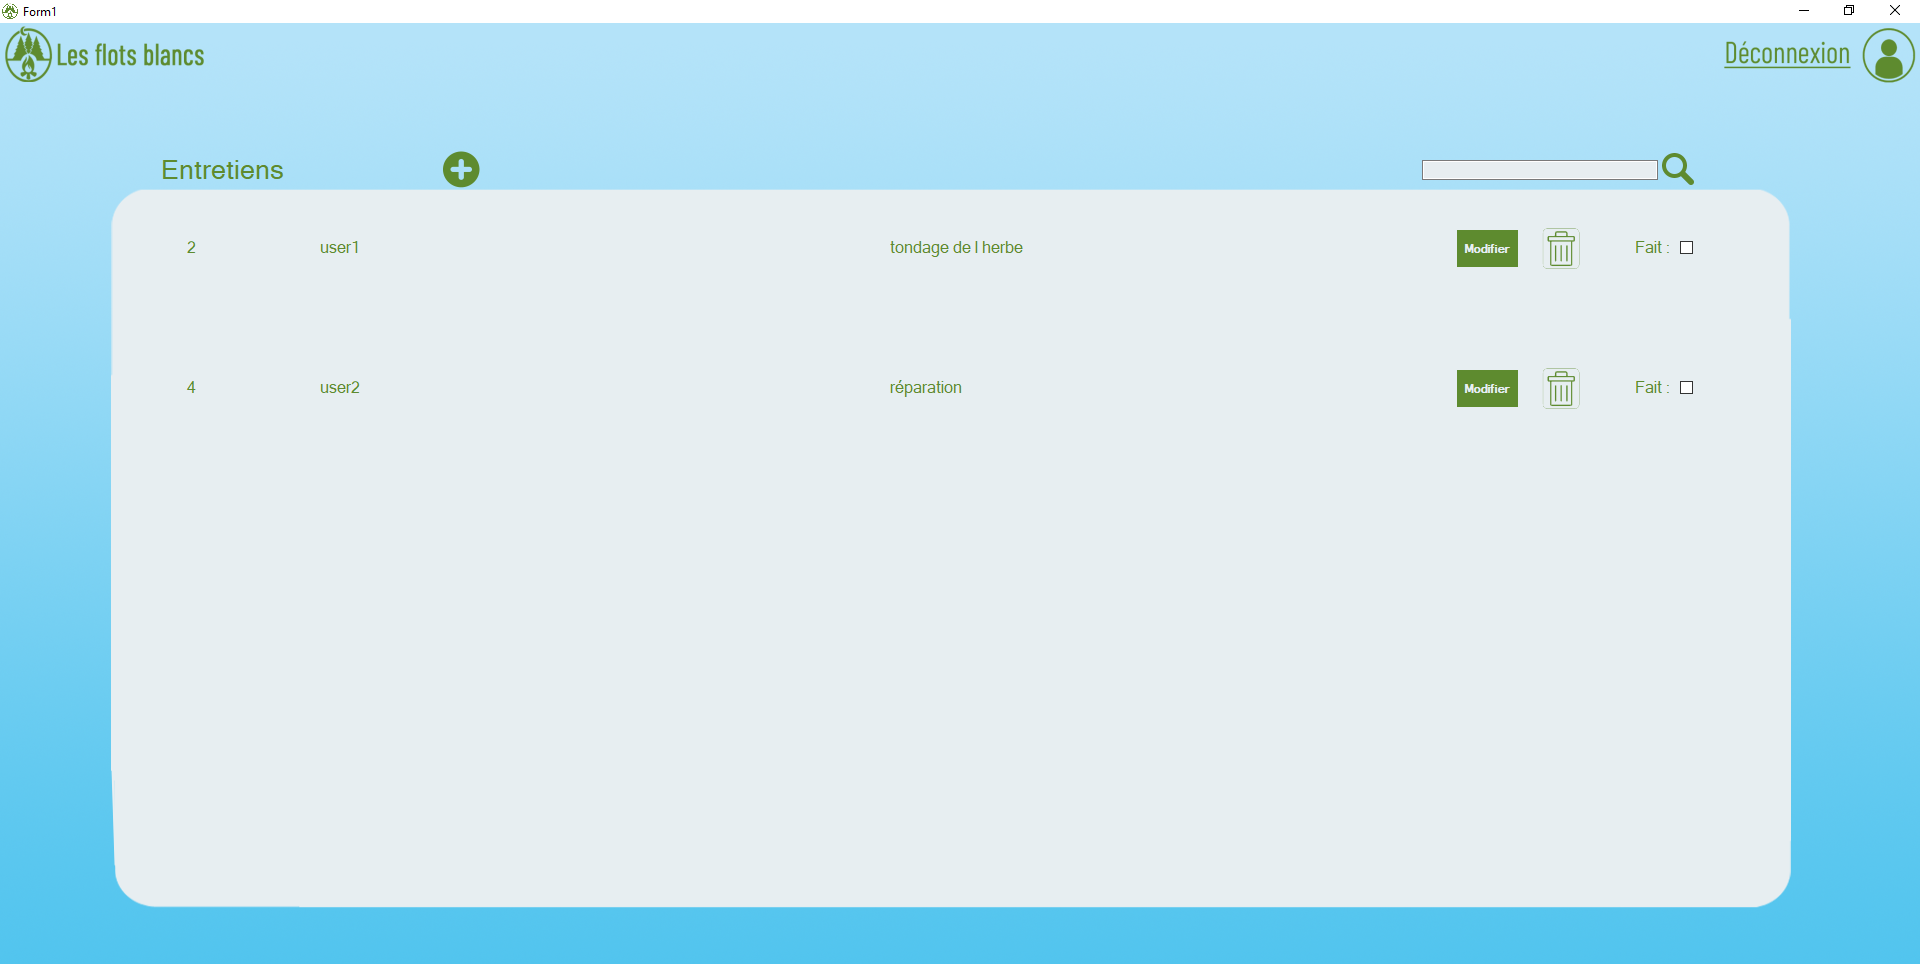 Form1
Les flots blancs
Déconnexion
Entretiens
2 user1 tondage de l herbe Modifier Fait :
4 user2 réparation Modifier Fait :